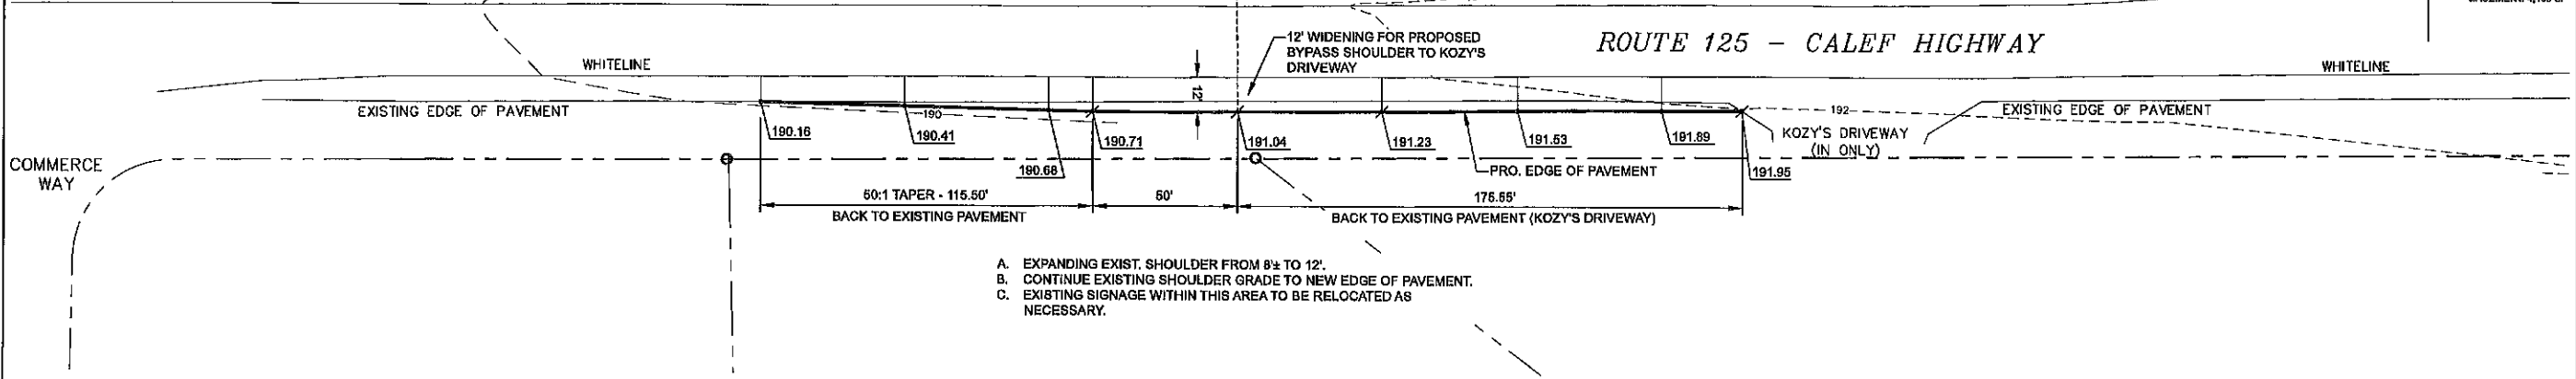 12' WIDENING FOR PROPOSED
BYPASS SHOULDER TO KOZY'S
DRIVEWAY
ROUTE 125 - CALEF HIGHWAY
WHITELINE
WHITELINE
12'
EXISTING EDGE OF PAVEMENT
190
192
EXISTING EDGE OF PAVEMENT
190.16
190.41
190.68
190.71
191.04
191.23
191.53
191.89
191.95
KOZY'S DRIVEWAY
(IN ONLY)
COMMERCE
WAY
PRO. EDGE OF PAVEMENT
50:1 TAPER - 115.50'
BACK TO EXISTING PAVEMENT
50'
175.55'
BACK TO EXISTING PAVEMENT (KOZY'S DRIVEWAY)
A. EXPANDING EXIST. SHOULDER FROM 8'± TO 12'.
B. CONTINUE EXISTING SHOULDER GRADE TO NEW EDGE OF PAVEMENT.
C. EXISTING SIGNAGE WITHIN THIS AREA TO BE RELOCATED AS
NECESSARY.